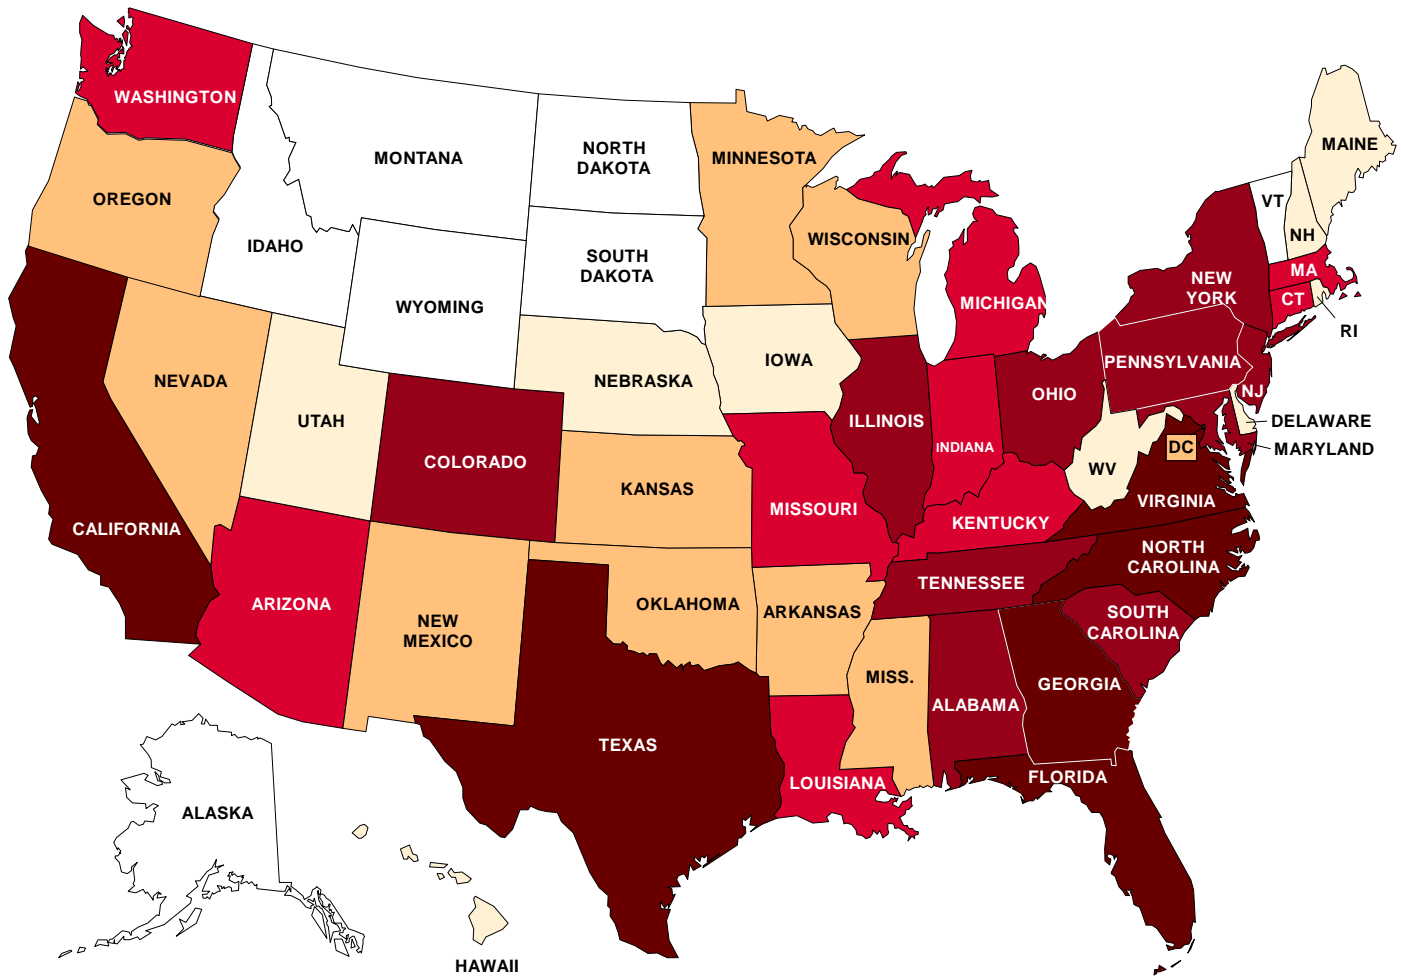 WASHINGTON
MONTANA
NORTH
DAKOTA
MINNESOTA
MAINE
OREGON
VT
NH
IDAHO
WISCONSIN
SOUTH
DAKOTA
MA
NEW
YORK
WYOMING
MICHIGAN
CT
RI
IOWA
PENNSYLVANIA
NEVADA
NEBRASKA
OHIO
NJ
UTAH
ILLINOIS
DELAWARE
INDIANA
DC
MARYLAND
COLORADO
WV
KANSAS
VIRGINIA
CALIFORNIA
MISSOURI
KENTUCKY
NORTH
CAROLINA
TENNESSEE
ARIZONA
OKLAHOMA
ARKANSAS
SOUTH
CAROLINA
NEW
MEXICO
MISS.
GEORGIA
ALABAMA
TEXAS
LOUISIANA
FLORIDA
ALASKA
HAWAII